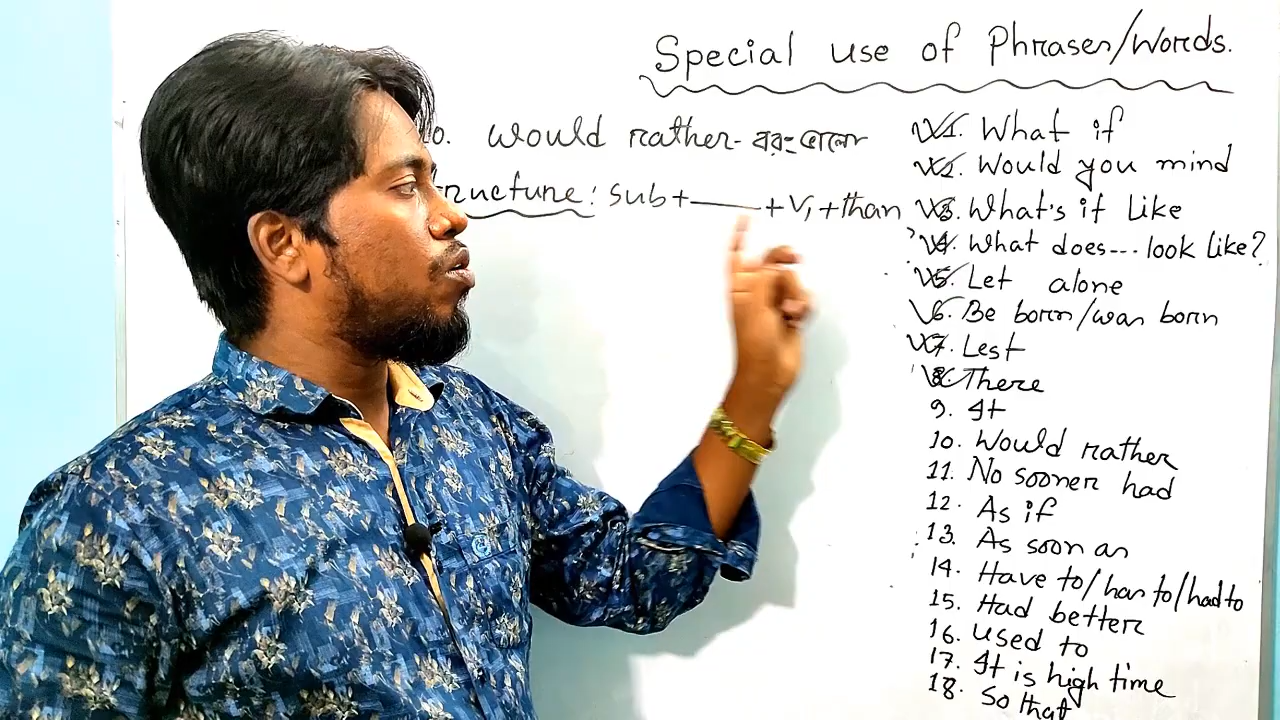 Special use of Phrases/Words.
10. would rather - বরং ভালো
ructure: sub + ___ + V1 + than
1. What if
2. Would you mind
3. What's it Like
4. What does--- look like?
5. Let alone
6. Be born/was born
7. Lest
8. There
9. It
10. Would rather
11. No sooner had
12. As if
13. As soon as
14. Have to/has to/had to
15. Had better
16. used to
17. It is high time
18. So that